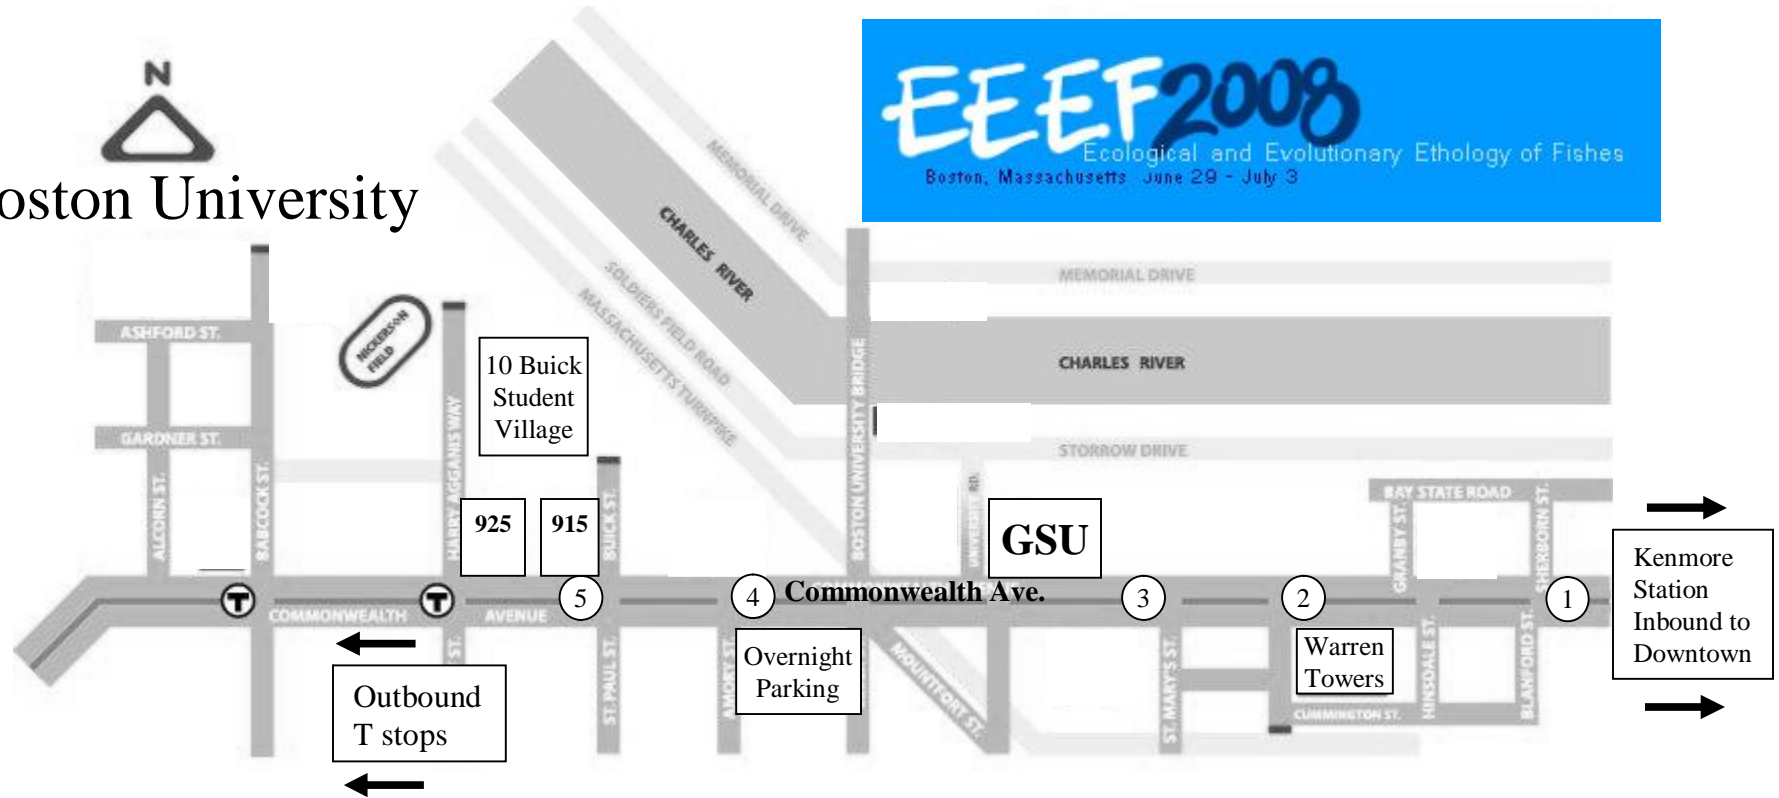 N
oston University
EEEF2008
Ecological and Evolutionary Ethology of Fishes
Boston, Massachusetts June 29 - July 3
MEMORIAL DRIVE
CHARLES RIVER
SOLDIERS FIELD ROAD
MASSACHUSETTS TURNPIKE
MEMORIAL DRIVE
CHARLES RIVER
STORROW DRIVE
BOSTON UNIVERSITY BRIDGE
ASHFORD ST.
GARDNER ST.
ALCORN ST.
BABCOCK ST.
NICKERSON
FIELD
HARRY AGGANIS WAY
10 Buick
Student
Village
925
915
BUICK ST.
UNIVERSITY RD.
GSU
BAY STATE ROAD
GRANBY ST.
SHERBORN ST.
Kenmore
Station
Inbound to
Downtown
T
T
COMMONWEALTH
AVENUE
5
4
Commonwealth Ave.
3
2
1
Outbound
T stops
ST.
ST. PAUL ST.
AMORY ST.
Overnight
Parking
MOUNTFORT ST.
ST. MARY'S ST.
Warren
Towers
CUMMINGTON ST.
HINSDALE ST.
BLANFORD ST.